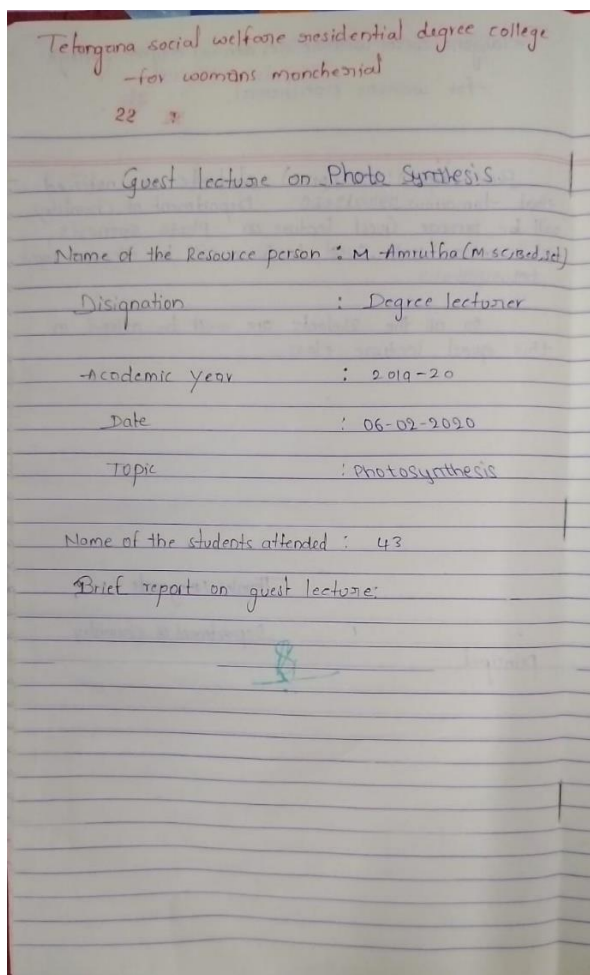 Telangana social welfare residential degree college
-for womans moncherial
22
Guest lecture on Photo Synthesis.
Name of the Resource person : M-Amrutha (M sc, Bed, set)
Disignation : Degree lecturer
Academic year : 2019-20
Date : 06-02-2020
Topic : Photosynthesis
Name of the students attended : 43
Brief report on guest lecture: